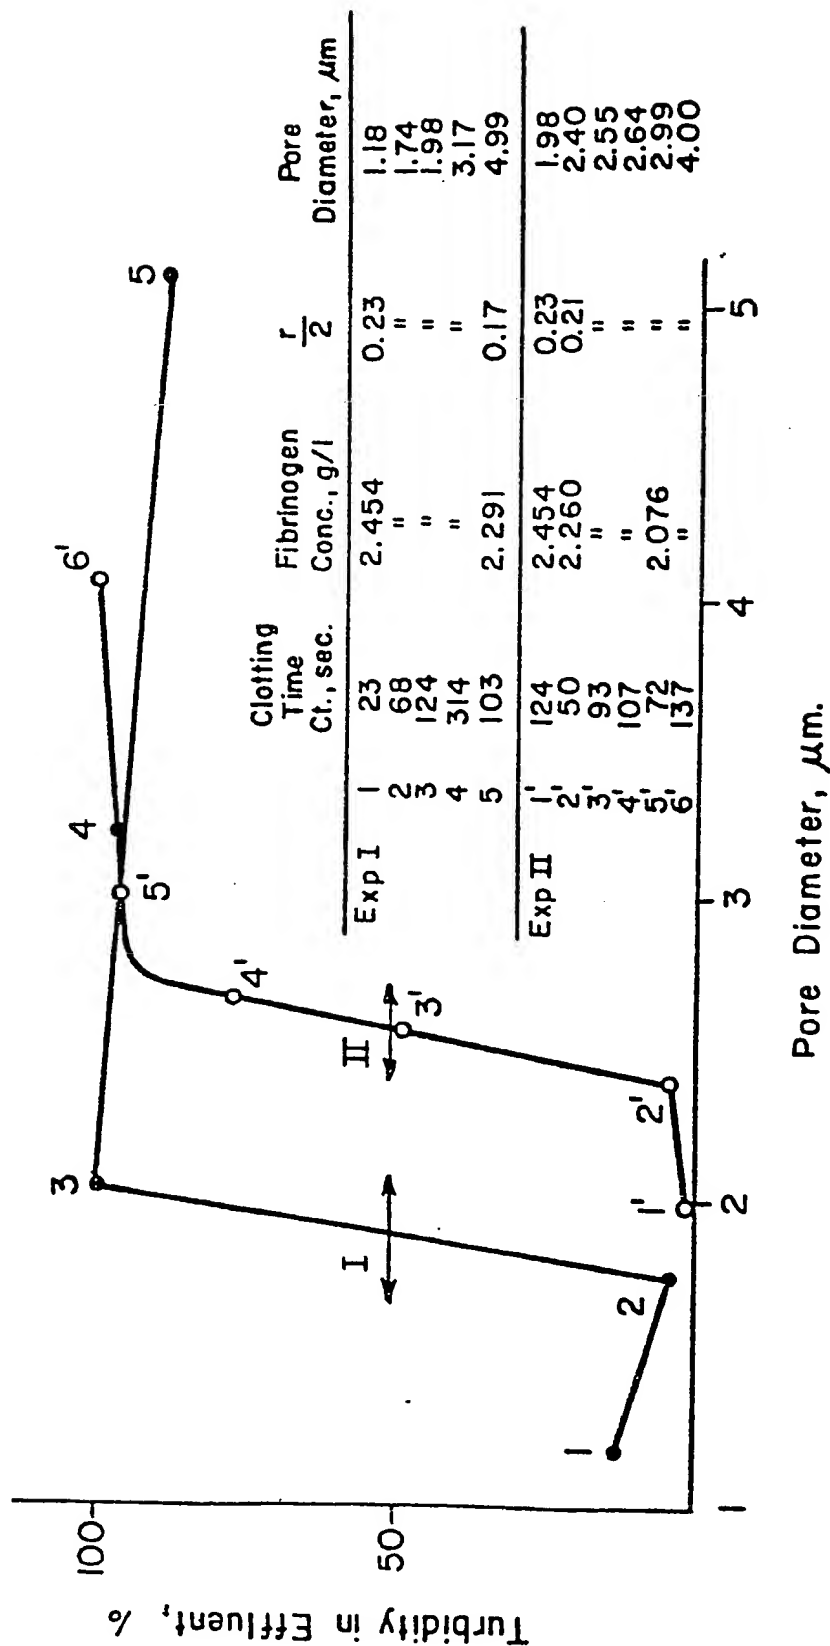 Turbidity in Effluent, %
100
50
1
2
3
4
5
Pore Diameter, μm.
1
2
3
4
5
1'
2'
3'
4'
5'
6'
I
II
Clotting Time Ct., sec. Fibrinogen Conc., g/l r/2 Pore Diameter, μm
Exp I 1 23 2.454 0.23 1.18
2 68 " " 1.74
3 124 " " 1.98
4 314 " " 3.17
5 103 2.291 0.17 4.99
Exp II 1' 124 2.454 0.23 1.98
2' 50 2.260 0.21 2.40
3' 93 " " 2.55
4' 107 " " 2.64
5' 72 2.076 " 2.99
6' 137 " " 4.00